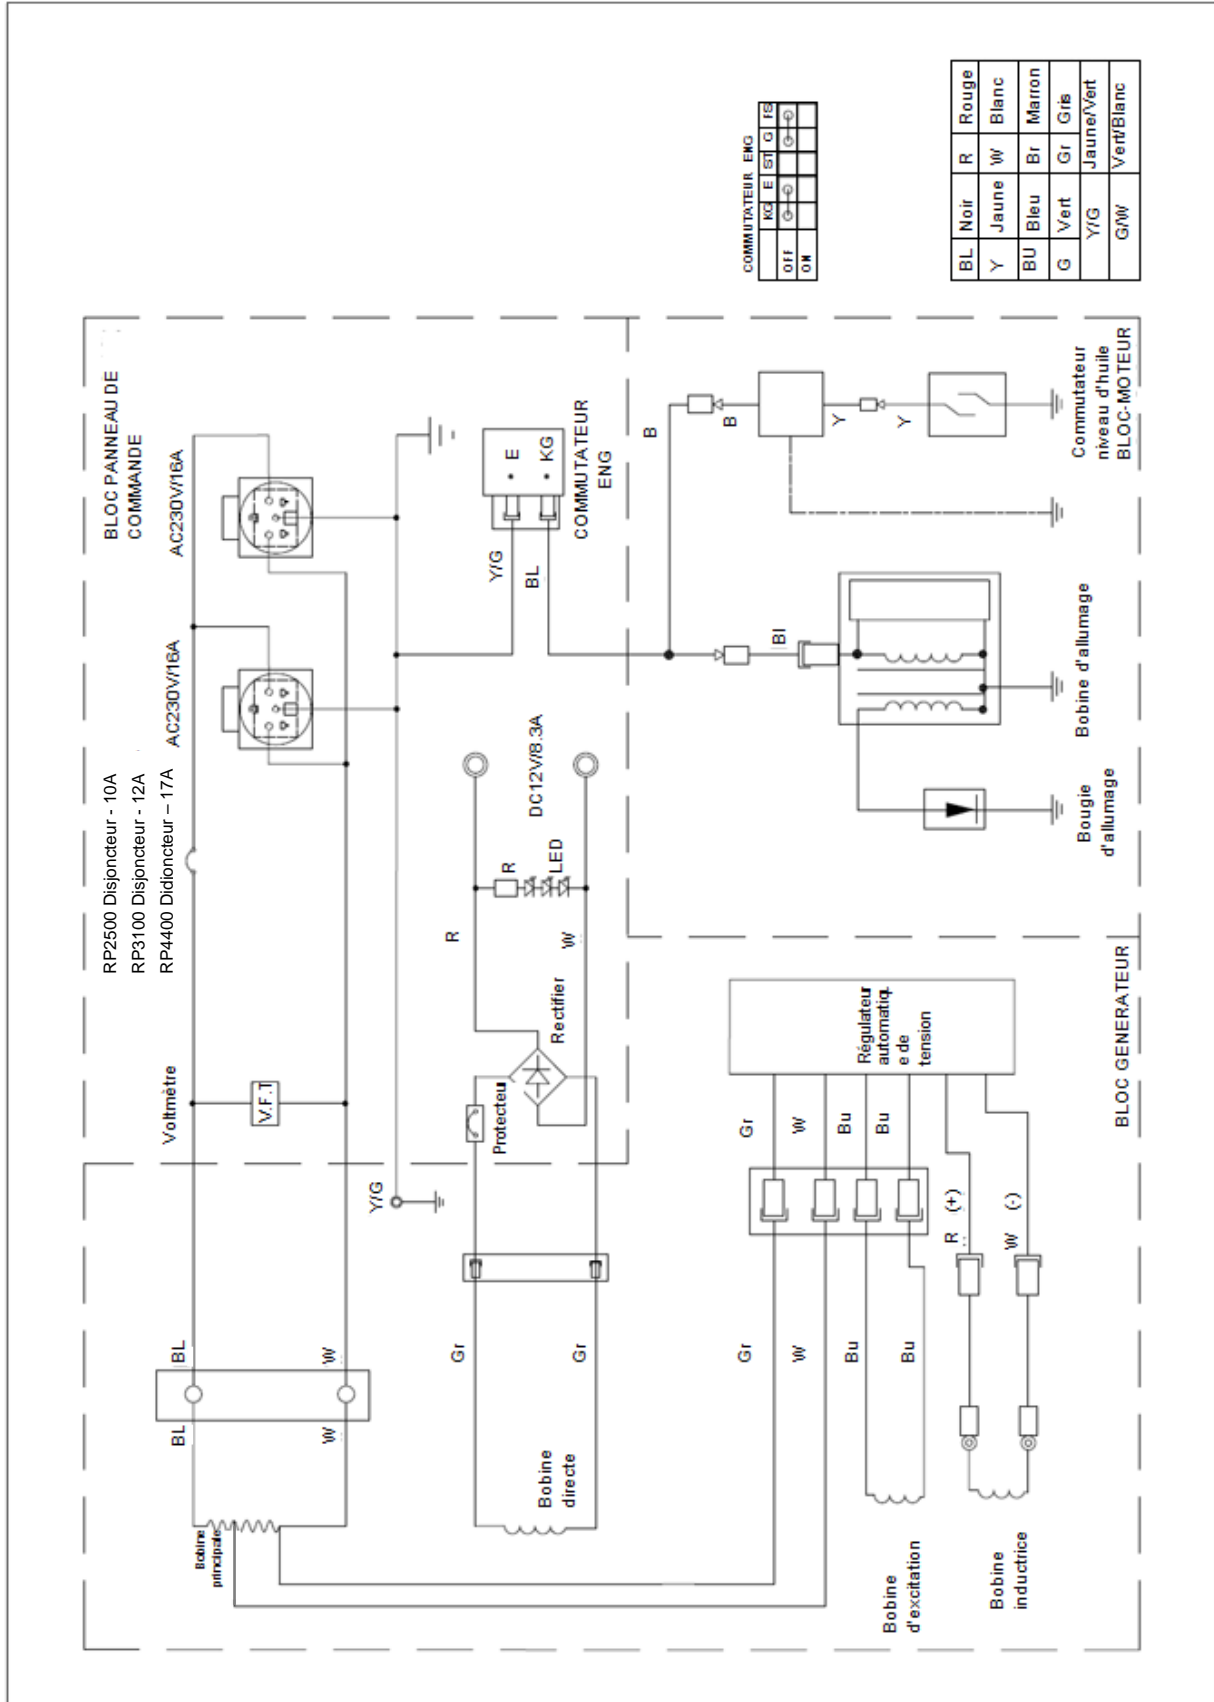 BLOC PANNEAU DE
COMMANDE
RP2500 Disjoncteur - 10A
RP3100 Disjoncteur - 12A
RP4400 Didioncteur – 17A
AC230V/16A
AC230V/16A
Voltmètre
V.F.T
BL
BL
W
W
Bobine
principale
Y/G
Y/G
BL
E
KG
COMMUTATEUR
ENG
DC12V/8.3A
R
R
LED
W
Rectifier
Protecteu
Gr
Gr
Bobine
directe
COMMUTATEUR ENG
KG E ST G FS
OFF
ON
BL Noir R Rouge
Y Jaune W Blanc
BU Bleu Br Marron
G Vert Gr Gris
Y/G Jaune/Vert
G/W Vert/Blanc
B
B
Y
Y
Commutateur
niveau d'huile
BLOC-MOTEUR
Bl
Bobine d'allumage
Bougie
d'allumage
Régulateur
automatiq
e de
tension
BLOC GENERATEUR
Gr
W
Bu
Bu
R (+)
W (-)
Gr
W
Bu
Bu
Bobine
d'excitation
Bobine
inductrice